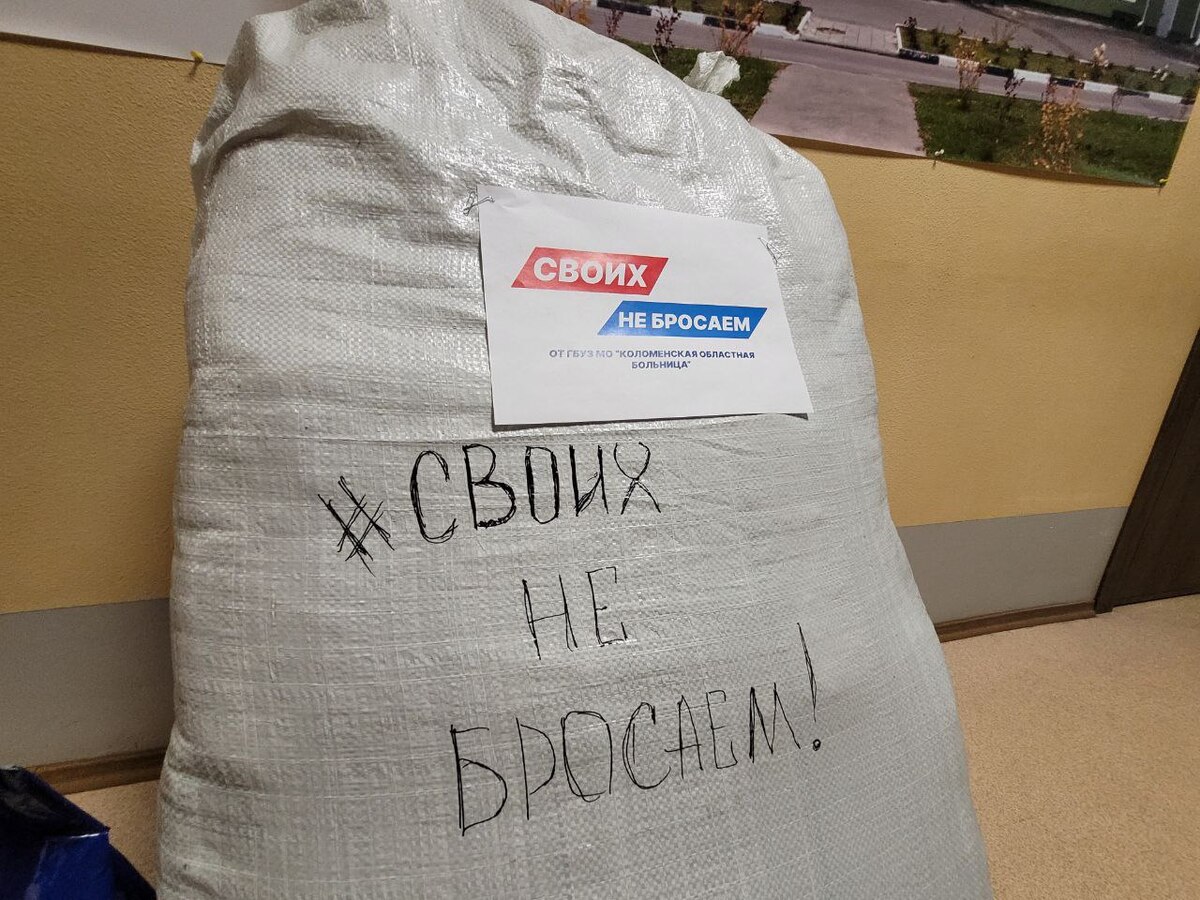 СВОИХ
НЕ БРОСАЕМ
ОТ ГБУЗ МО "КОЛОМЕНСКАЯ ОБЛАСТНАЯ
БОЛЬНИЦА"
#СВОИХ
НЕ
БРОСАЕМ!